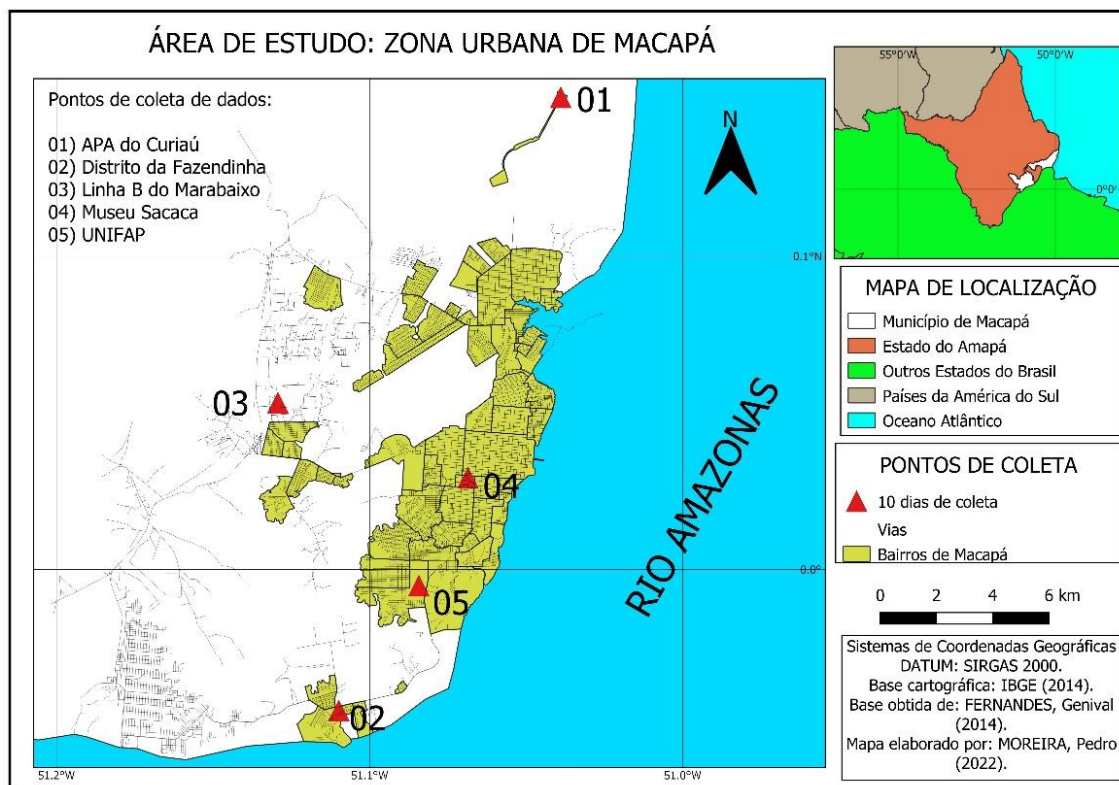 ÁREA DE ESTUDO: ZONA URBANA DE MACAPÁ
Pontos de coleta de dados:
01) APA do Curiaú
02) Distrito da Fazendinha
03) Linha B do Marabaixo
04) Museu Sacaca
05) UNIFAP
01
N
03
04
05
02
RIO AMAZONAS
0.1°N
0.0°
51.2°W
51.1°W
51.0°W
55°0'W
50°0'W
0°0'
MAPA DE LOCALIZAÇÃO
Município de Macapá
Estado do Amapá
Outros Estados do Brasil
Países da América do Sul
Oceano Atlântico
PONTOS DE COLETA
10 dias de coleta
Vias
Bairros de Macapá
0 2 4 6 km
Sistemas de Coordenadas Geográficas
DATUM: SIRGAS 2000.
Base cartográfica: IBGE (2014).
Base obtida de: FERNANDES, Genival
(2014).
Mapa elaborado por: MOREIRA, Pedro
(2022).